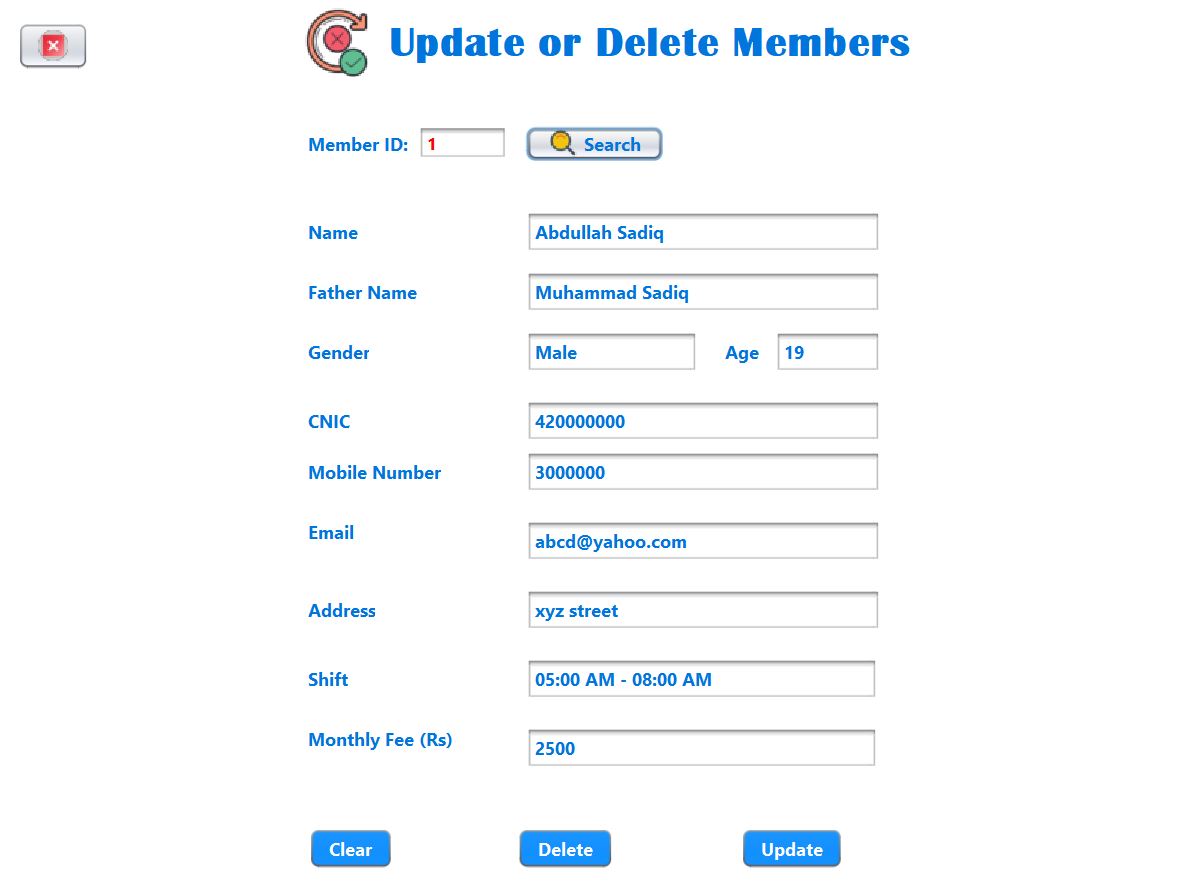 Update or Delete Members
Member ID: 1 Search
Name Abdullah Sadiq
Father Name Muhammad Sadiq
Gender Male Age 19
CNIC 420000000
Mobile Number 3000000
Email abcd@yahoo.com
Address xyz street
Shift 05:00 AM - 08:00 AM
Monthly Fee (Rs) 2500
Clear Delete Update